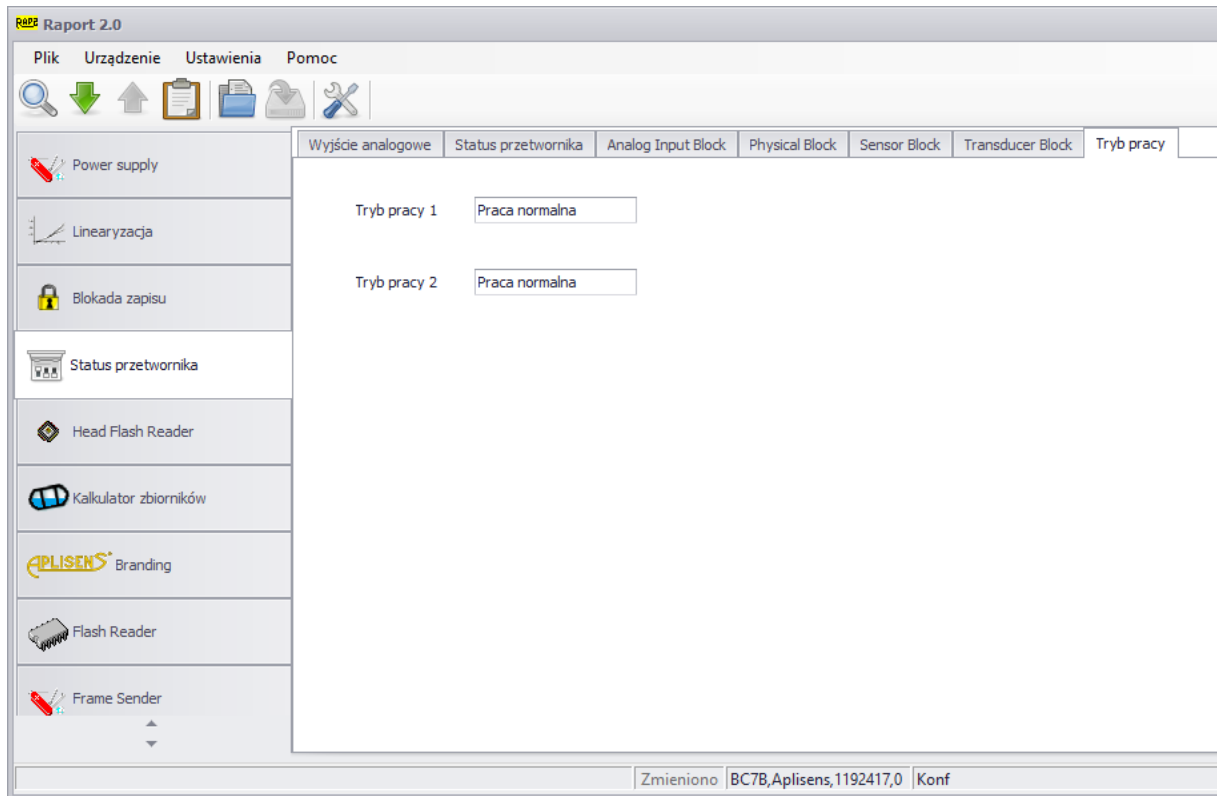 RAP2 Raport 2.0
Plik Urządzenie Ustawienia Pomoc
Power supply
Linearyzacja
Blokada zapisu
Status przetwornika
Head Flash Reader
Kalkulator zbiorników
APLISENS Branding
Flash Reader
Frame Sender
Wyjście analogowe Status przetwornika Analog Input Block Physical Block Sensor Block Transducer Block Tryb pracy
Tryb pracy 1 Praca normalna
Tryb pracy 2 Praca normalna
Zmieniono BC7B,Aplisens,1192417,0 Konf